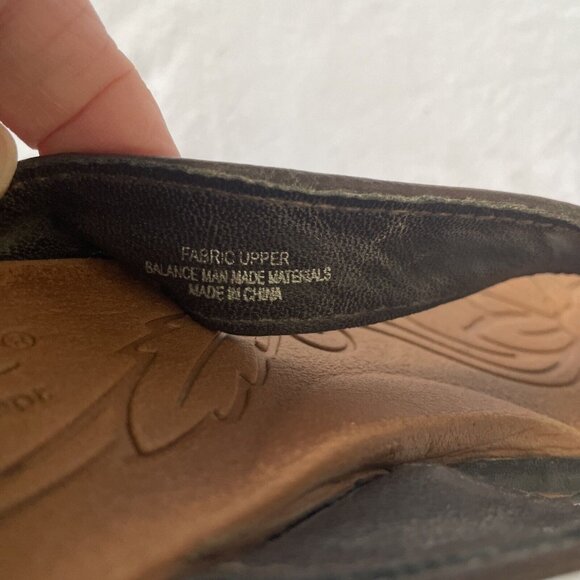 FABRIC UPPER
BALANCE MAN MADE MATERIALS
MADE IN CHINA
®